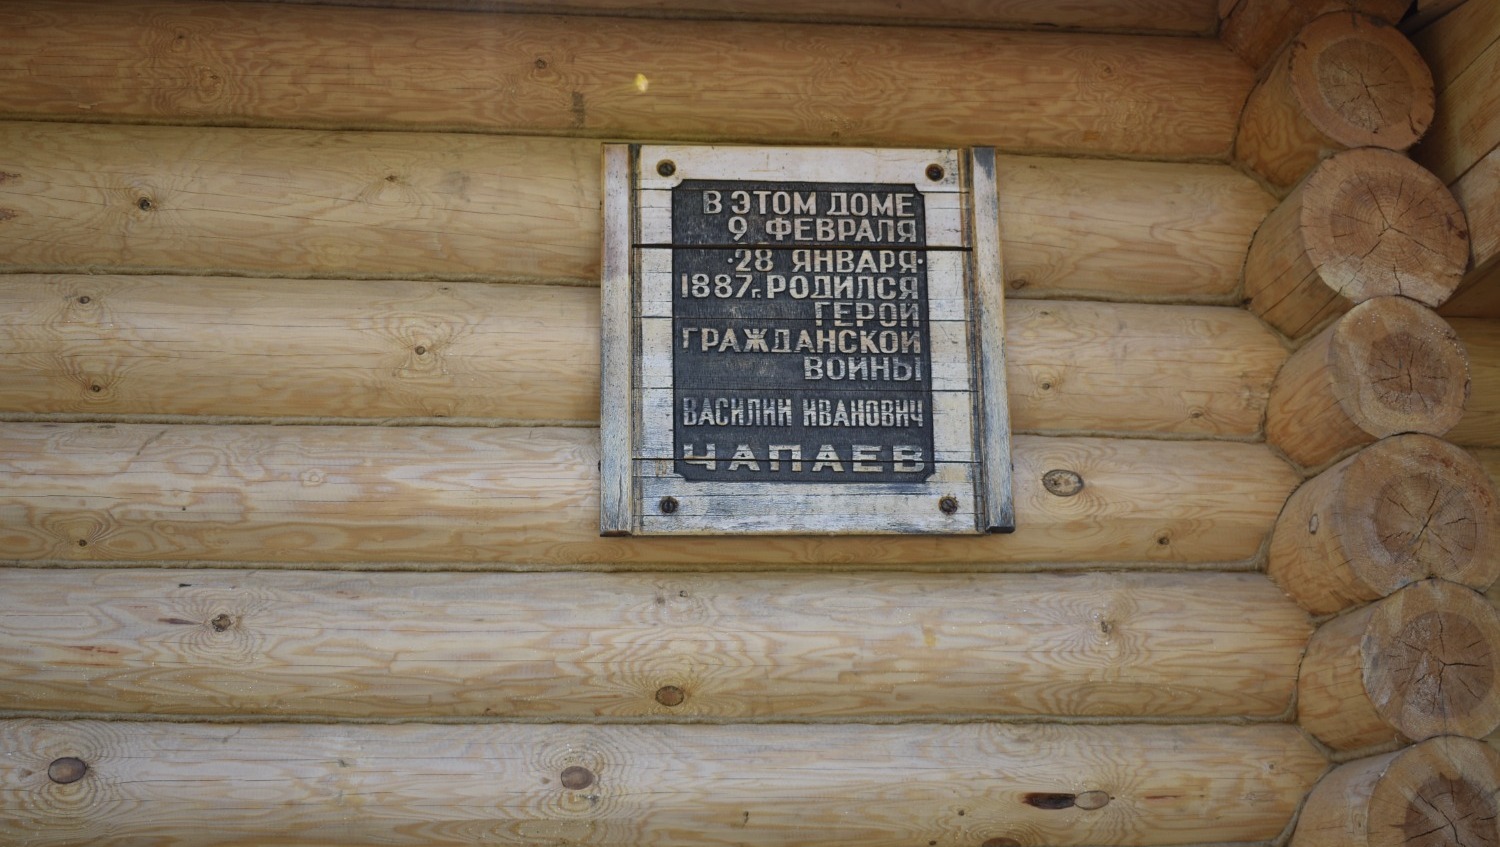 В ЭТОМ ДОМЕ
9 ФЕВРАЛЯ
·28 ЯНВАРЯ·
1887г. РОДИЛСЯ
ГЕРОЙ
ГРАЖДАНСКОЙ
ВОЙНЫ
ВАСИЛИЙ ИВАНОВИЧ
ЧАПАЕВ